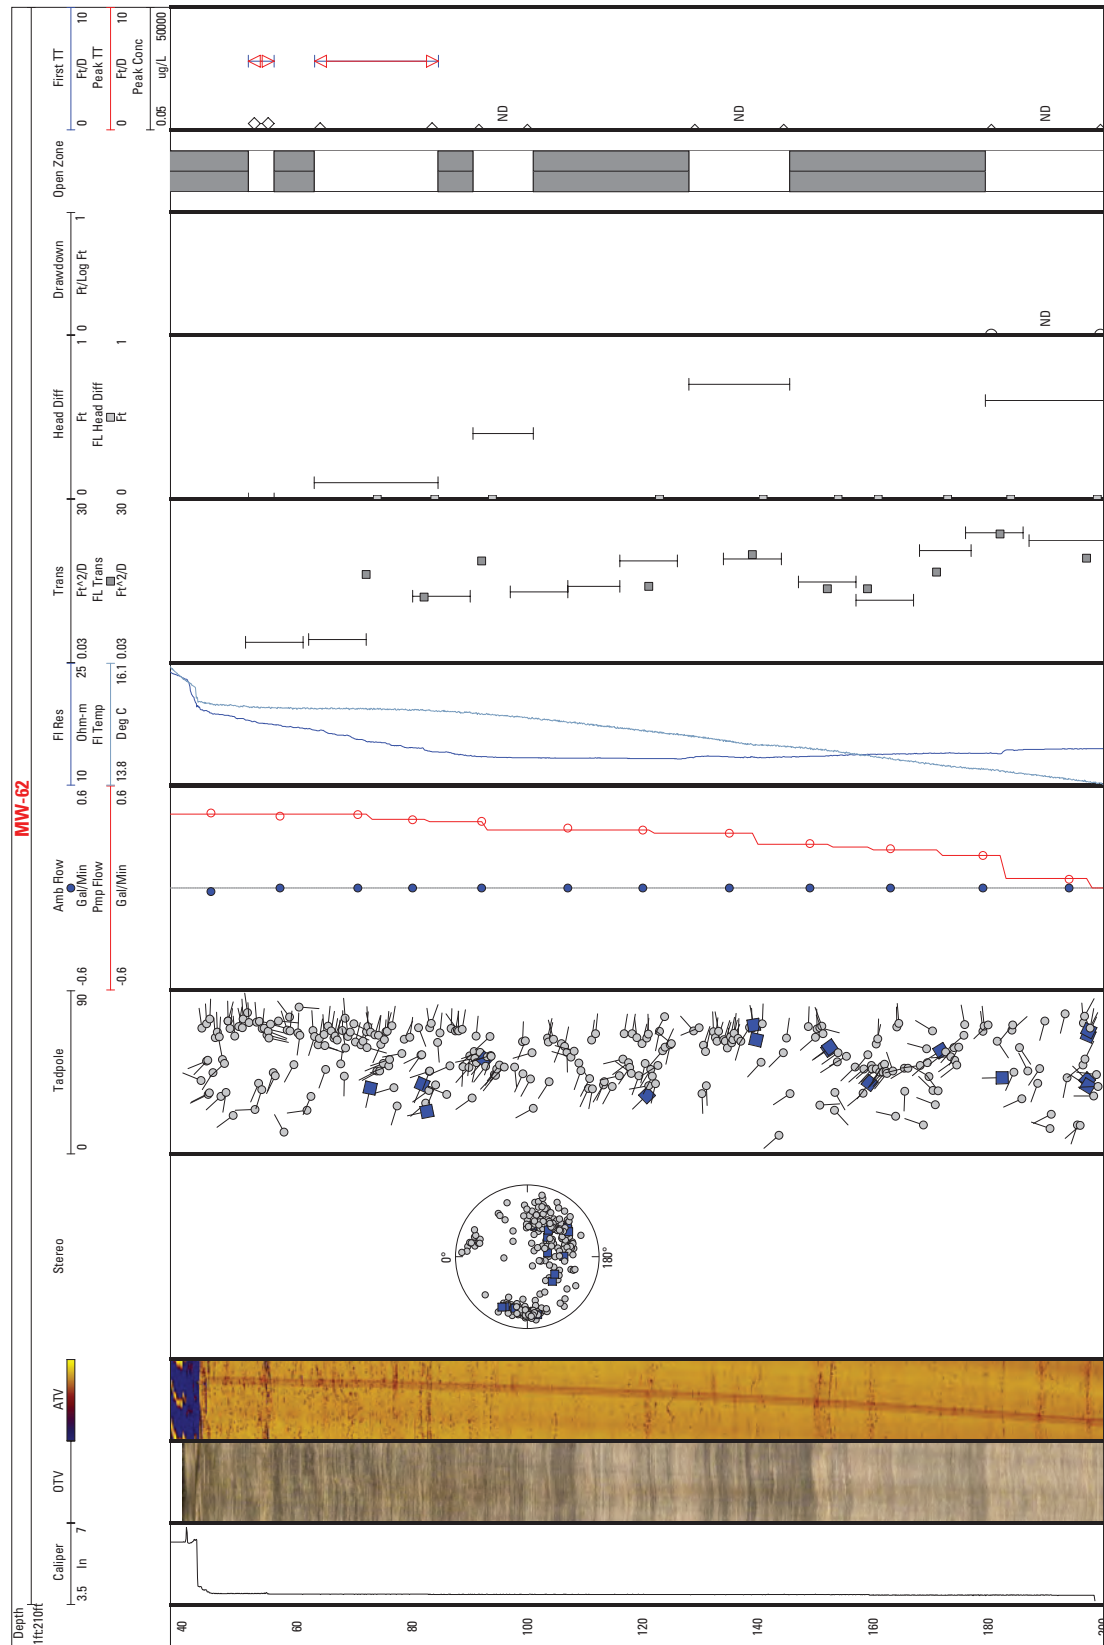 MW-62
Depth
1ft:210ft
Caliper
3.5 In 7
OTV
ATV
Stereo
Tadpole
0 90
Amb Flow
-0.6 Gal/Min 0.6
Pmp Flow
-0.6 Gal/Min 0.6
Fl Res
10 Ohm-m 25
Fl Temp
13.8 Deg C 16.1
Trans
0.03 Ft^2/D 30
FL Trans
0.03 Ft^2/D 30
Head Diff
0 Ft 1
FL Head Diff
0 Ft 1
Drawdown
0 Ft/Log Ft 1
Open Zone
First TT
0 Ft/D 10
Peak TT
0 Ft/D 10
Peak Conc
0.05 ug/L 50000
40
60
80
100
120
140
160
180
200
0°
180°
ND
ND
ND
ND